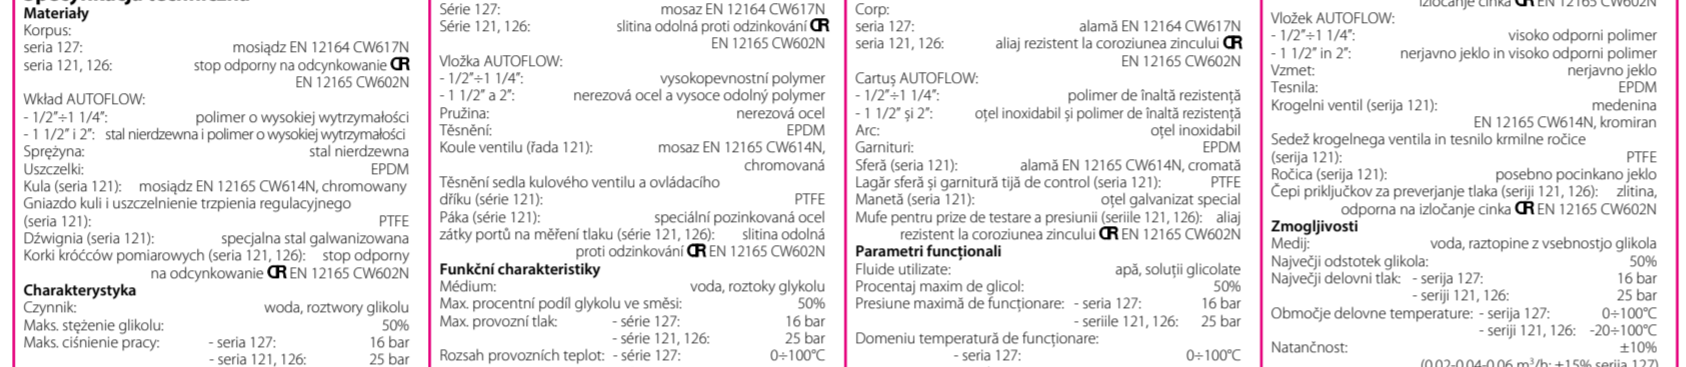 Specyfikacja techniczna
Materiały
Korpus:
seria 127: mosiądz EN 12164 CW617N
seria 121, 126: stop odporny na odcynkowanie CR
EN 12165 CW602N
Wkład AUTOFLOW:
- 1/2”÷1 1/4”: polimer o wysokiej wytrzymałości
- 1 1/2” i 2”: stal nierdzewna i polimer o wysokiej wytrzymałości
Sprężyna: stal nierdzewna
Uszczelki: EPDM
Kula (seria 121): mosiądz EN 12165 CW614N, chromowany
Gniazdo kuli i uszczelnienie trzpienia regulacyjnego
(seria 121): PTFE
Dźwignia (seria 121): specjalna stal galwanizowana
Korki króćców pomiarowych (seria 121, 126): stop odporny
na odcynkowanie CR EN 12165 CW602N
Charakterystyka
Czynnik: woda, roztwory glikolu
Maks. stężenie glikolu: 50%
Maks. ciśnienie pracy: - seria 127: 16 bar
- seria 121, 126: 25 bar
Série 127: mosaz EN 12164 CW617N
Série 121, 126: slitina odolná proti odzinkování CR
EN 12165 CW602N
Vložka AUTOFLOW:
- 1/2”÷1 1/4”: vysokopevnostní polymer
- 1 1/2” a 2”: nerezová ocel a vysoce odolný polymer
Pružina: nerezová ocel
Těsnění: EPDM
Koule ventilu (řada 121): mosaz EN 12165 CW614N,
chromovaná
Těsnění sedla kulového ventilu a ovládacího
dříku (série 121): PTFE
Páka (série 121): speciální pozinkovaná ocel
zátky portů na měření tlaku (série 121, 126): slitina odolná
proti odzinkování CR EN 12165 CW602N
Funkční charakteristiky
Médium: voda, roztoky glykolu
Max. procentní podíl glykolu ve směsi: 50%
Max. provozní tlak: - série 127: 16 bar
- série 121, 126: 25 bar
Rozsah provozních teplot: - série 127: 0÷100°C
Corp:
seria 127: alamă EN 12164 CW617N
seria 121, 126: aliaj rezistent la coroziunea zincului CR
EN 12165 CW602N
Cartuș AUTOFLOW:
- 1/2”÷1 1/4”: polimer de înaltă rezistență
- 1 1/2” și 2”: oțel inoxidabil și polimer de înaltă rezistență
Arc: oțel inoxidabil
Garnituri: EPDM
Sferă (seria 121): alamă EN 12165 CW614N, cromată
Lagăr sferă și garnitură tijă de control (seria 121): PTFE
Manetă (seria 121): oțel galvanizat special
Mufe pentru prize de testare a presiunii (seriile 121, 126): aliaj
rezistent la coroziunea zincului CR EN 12165 CW602N
Parametri funcționali
Fluide utilizate: apă, soluții glicolate
Procentaj maxim de glicol: 50%
Presiune maximă de funcționare: - seria 127: 16 bar
- seriile 121, 126: 25 bar
Domeniu temperatură de funcționare:
- seria 127: 0÷100°C
izločanje cinka CR EN 12165 CW602N
Vložek AUTOFLOW:
- 1/2”÷1 1/4”: visoko odporni polimer
- 1 1/2” in 2”: nerjavno jeklo in visoko odporni polimer
Vzmet: nerjavno jeklo
Tesnila: EPDM
Krogelni ventil (serija 121): medenina
EN 12165 CW614N, kromiran
Sedež krogelnega ventila in tesnilo krmilne ročice
(serija 121): PTFE
Ročica (serija 121): posebno pocinkano jeklo
Čepi priključkov za preverjanje tlaka (seriji 121, 126): zlitina,
odporna na izločanje cinka CR EN 12165 CW602N
Zmogljivosti
Medij: voda, raztopine z vsebnostjo glikola
Največji odstotek glikola: 50%
Največji delovni tlak: - serija 127: 16 bar
- seriji 121, 126: 25 bar
Območje delovne temperature: - serija 127: 0÷100°C
- seriji 121, 126: -20÷100°C
Natančnost: ±10%
(0,02-0,04-0,06 m³/h: ±15% serija 127)